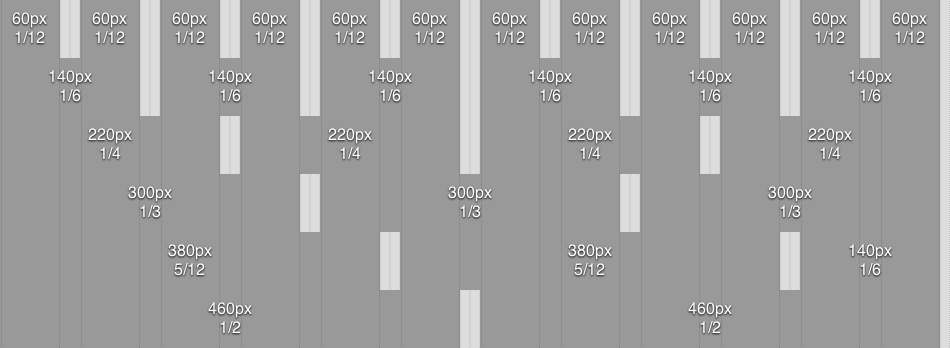 60px 60px 60px 60px 60px 60px 60px 60px 60px 60px 60px 60px
1/12 1/12 1/12 1/12 1/12 1/12 1/12 1/12 1/12 1/12 1/12 1/12
140px 140px 140px 140px 140px 140px
1/6 1/6 1/6 1/6 1/6 1/6
220px 220px 220px 220px
1/4 1/4 1/4 1/4
300px 300px 300px
1/3 1/3 1/3
380px 380px 140px
5/12 5/12 1/6
460px 460px
1/2 1/2